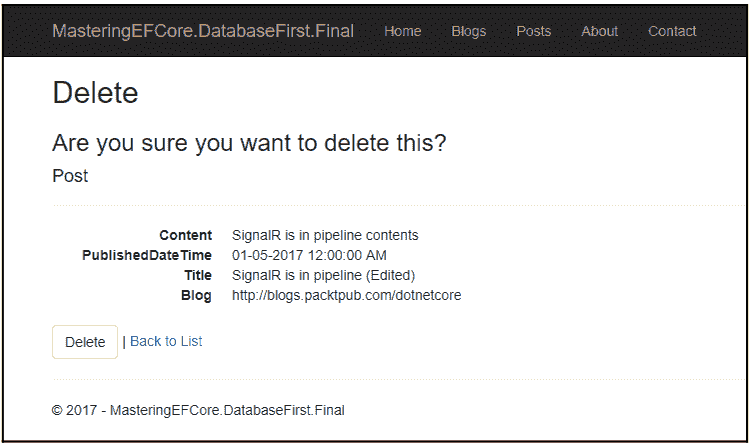 MasteringEFCore.DatabaseFirst.Final Home Blogs Posts About Contact
Delete
Are you sure you want to delete this?
Post
Content SignalR is in pipeline contents
PublishedDateTime 01-05-2017 12:00:00 AM
Title SignalR is in pipeline (Edited)
Blog http://blogs.packtpub.com/dotnetcore
Delete | Back to List
© 2017 - MasteringEFCore.DatabaseFirst.Final